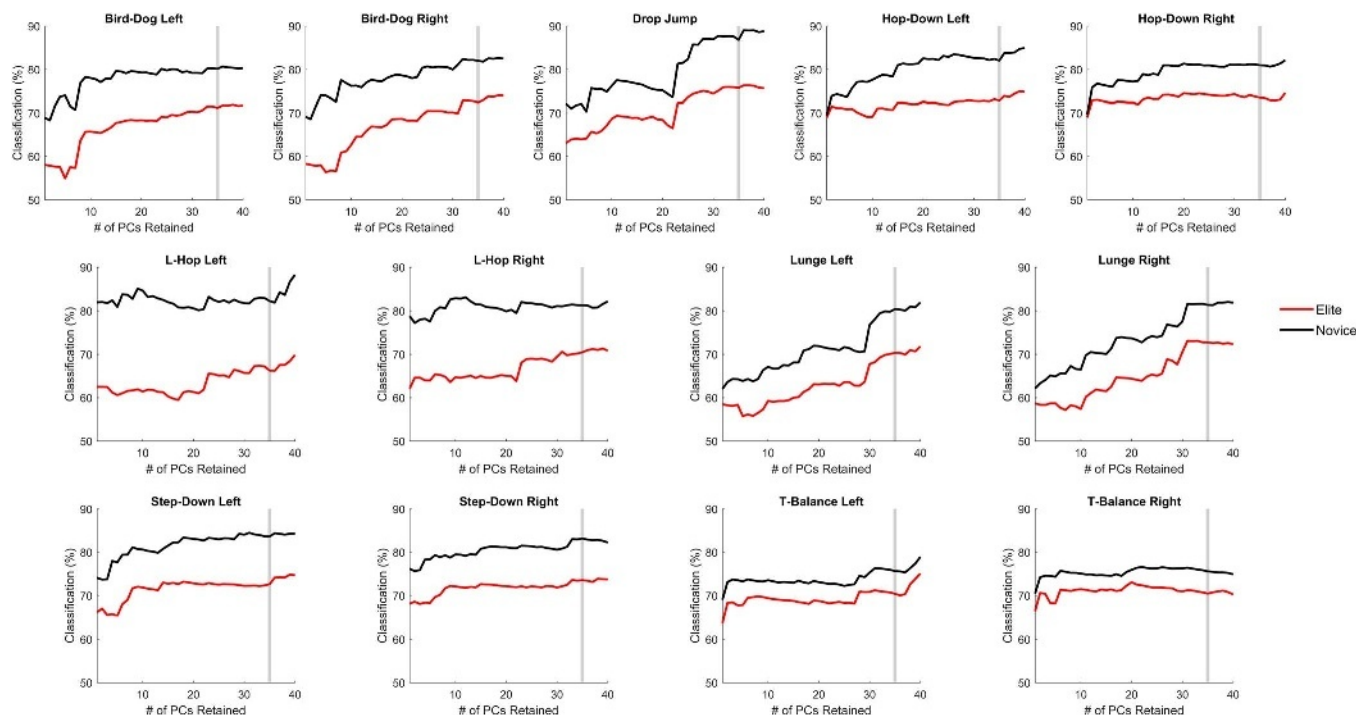 Bird-Dog Left
Bird-Dog Right
Drop Jump
Hop-Down Left
Hop-Down Right
Classification (%)
90
80
70
60
50
10
20
30
40
# of PCs Retained
Classification (%)
90
80
70
60
50
10
20
30
40
# of PCs Retained
Classification (%)
90
80
70
60
50
10
20
30
40
# of PCs Retained
Classification (%)
90
80
70
60
50
10
20
30
40
# of PCs Retained
Classification (%)
90
80
70
60
50
10
20
30
40
# of PCs Retained
L-Hop Left
L-Hop Right
Lunge Left
Lunge Right
Classification (%)
90
80
70
60
50
10
20
30
40
# of PCs Retained
Classification (%)
90
80
70
60
50
10
20
30
40
# of PCs Retained
Classification (%)
90
80
70
60
50
10
20
30
40
# of PCs Retained
Classification (%)
90
80
70
60
50
10
20
30
40
# of PCs Retained
Elite
Novice
Step-Down Left
Step-Down Right
T-Balance Left
T-Balance Right
Classification (%)
90
80
70
60
50
10
20
30
40
# of PCs Retained
Classification (%)
90
80
70
60
50
10
20
30
40
# of PCs Retained
Classification (%)
90
80
70
60
50
10
20
30
40
# of PCs Retained
Classification (%)
90
80
70
60
50
10
20
30
40
# of PCs Retained